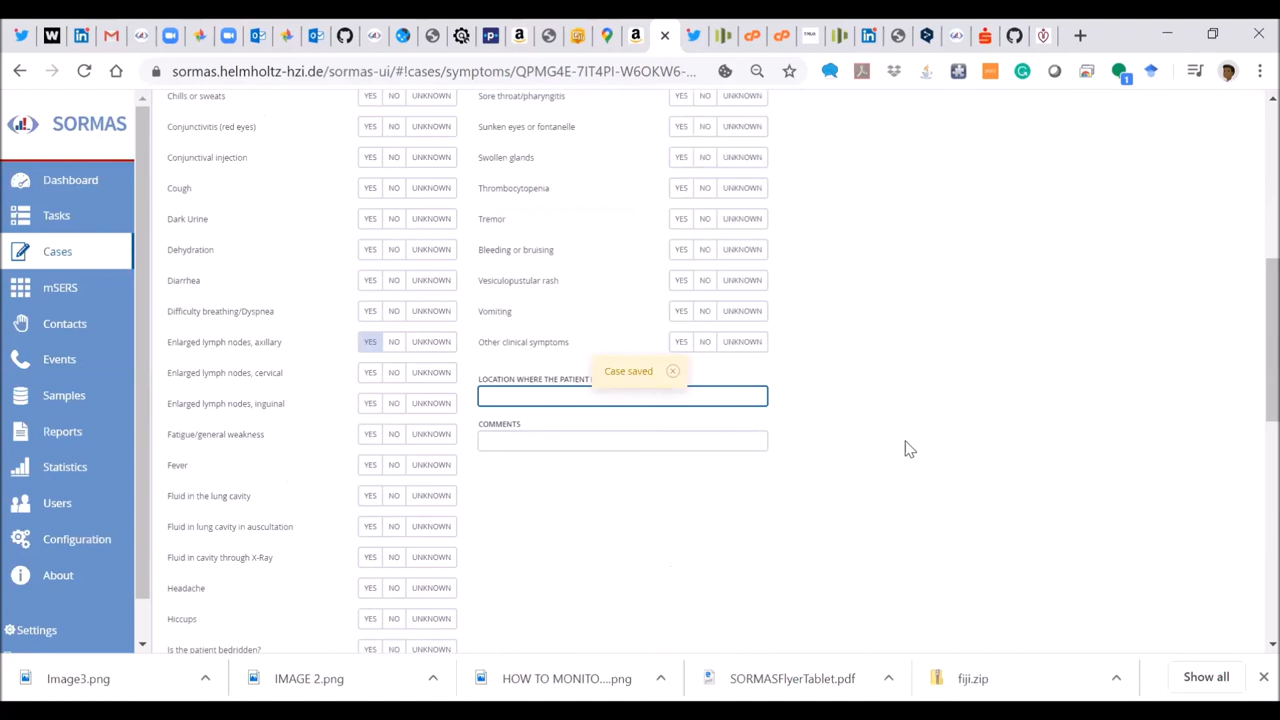 sormas.helmholtz-hzi.de/sormas-ui/#!cases/symptoms/QPMG4E-7IT4PI-W6OKW6-...
1
SORMAS
Dashboard
Tasks
Cases
mSERS
Contacts
Events
Samples
Reports
Statistics
Users
Configuration
About
Settings
Chills or sweats YES NO UNKNOWN
Conjunctivitis (red eyes) YES NO UNKNOWN
Conjunctival injection YES NO UNKNOWN
Cough YES NO UNKNOWN
Dark Urine YES NO UNKNOWN
Dehydration YES NO UNKNOWN
Diarrhea YES NO UNKNOWN
Difficulty breathing/Dyspnea YES NO UNKNOWN
Enlarged lymph nodes, axillary YES NO UNKNOWN
Enlarged lymph nodes, cervical YES NO UNKNOWN
Enlarged lymph nodes, inguinal YES NO UNKNOWN
Fatigue/general weakness YES NO UNKNOWN
Fever YES NO UNKNOWN
Fluid in the lung cavity YES NO UNKNOWN
Fluid in lung cavity in auscultation YES NO UNKNOWN
Fluid in cavity through X-Ray YES NO UNKNOWN
Headache YES NO UNKNOWN
Hiccups YES NO UNKNOWN
Is the patient bedridden? YES NO UNKNOWN
Sore throat/pharyngitis YES NO UNKNOWN
Sunken eyes or fontanelle YES NO UNKNOWN
Swollen glands YES NO UNKNOWN
Thrombocytopenia YES NO UNKNOWN
Tremor YES NO UNKNOWN
Bleeding or bruising YES NO UNKNOWN
Vesiculopustular rash YES NO UNKNOWN
Vomiting YES NO UNKNOWN
Other clinical symptoms YES NO UNKNOWN
Case saved
LOCATION WHERE THE PATIENT
COMMENTS
Image3.png
IMAGE 2.png
HOW TO MONITO....png
SORMASFlyerTablet.pdf
fiji.zip
Show all